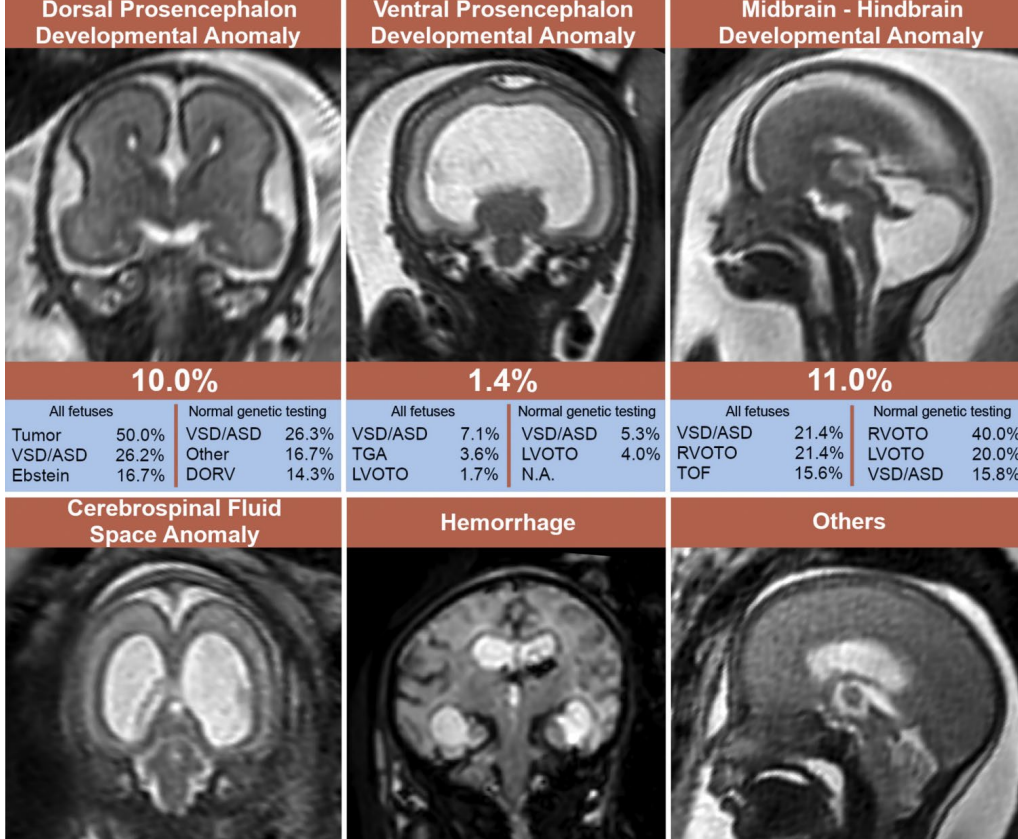 Dorsal Prosencephalon
Developmental Anomaly
Ventral Prosencephalon
Developmental Anomaly
Midbrain - Hindbrain
Developmental Anomaly
10.0%
1.4%
11.0%
All fetuses
Tumor 50.0%
VSD/ASD 26.2%
Ebstein 16.7%
Normal genetic testing
VSD/ASD 26.3%
Other 16.7%
DORV 14.3%
All fetuses
VSD/ASD 7.1%
TGA 3.6%
LVOTO 1.7%
Normal genetic testing
VSD/ASD 5.3%
LVOTO 4.0%
N.A.
All fetuses
VSD/ASD 21.4%
RVOTO 21.4%
TOF 15.6%
Normal genetic testing
RVOTO 40.0%
LVOTO 20.0%
VSD/ASD 15.8%
Cerebrospinal Fluid
Space Anomaly
Hemorrhage
Others